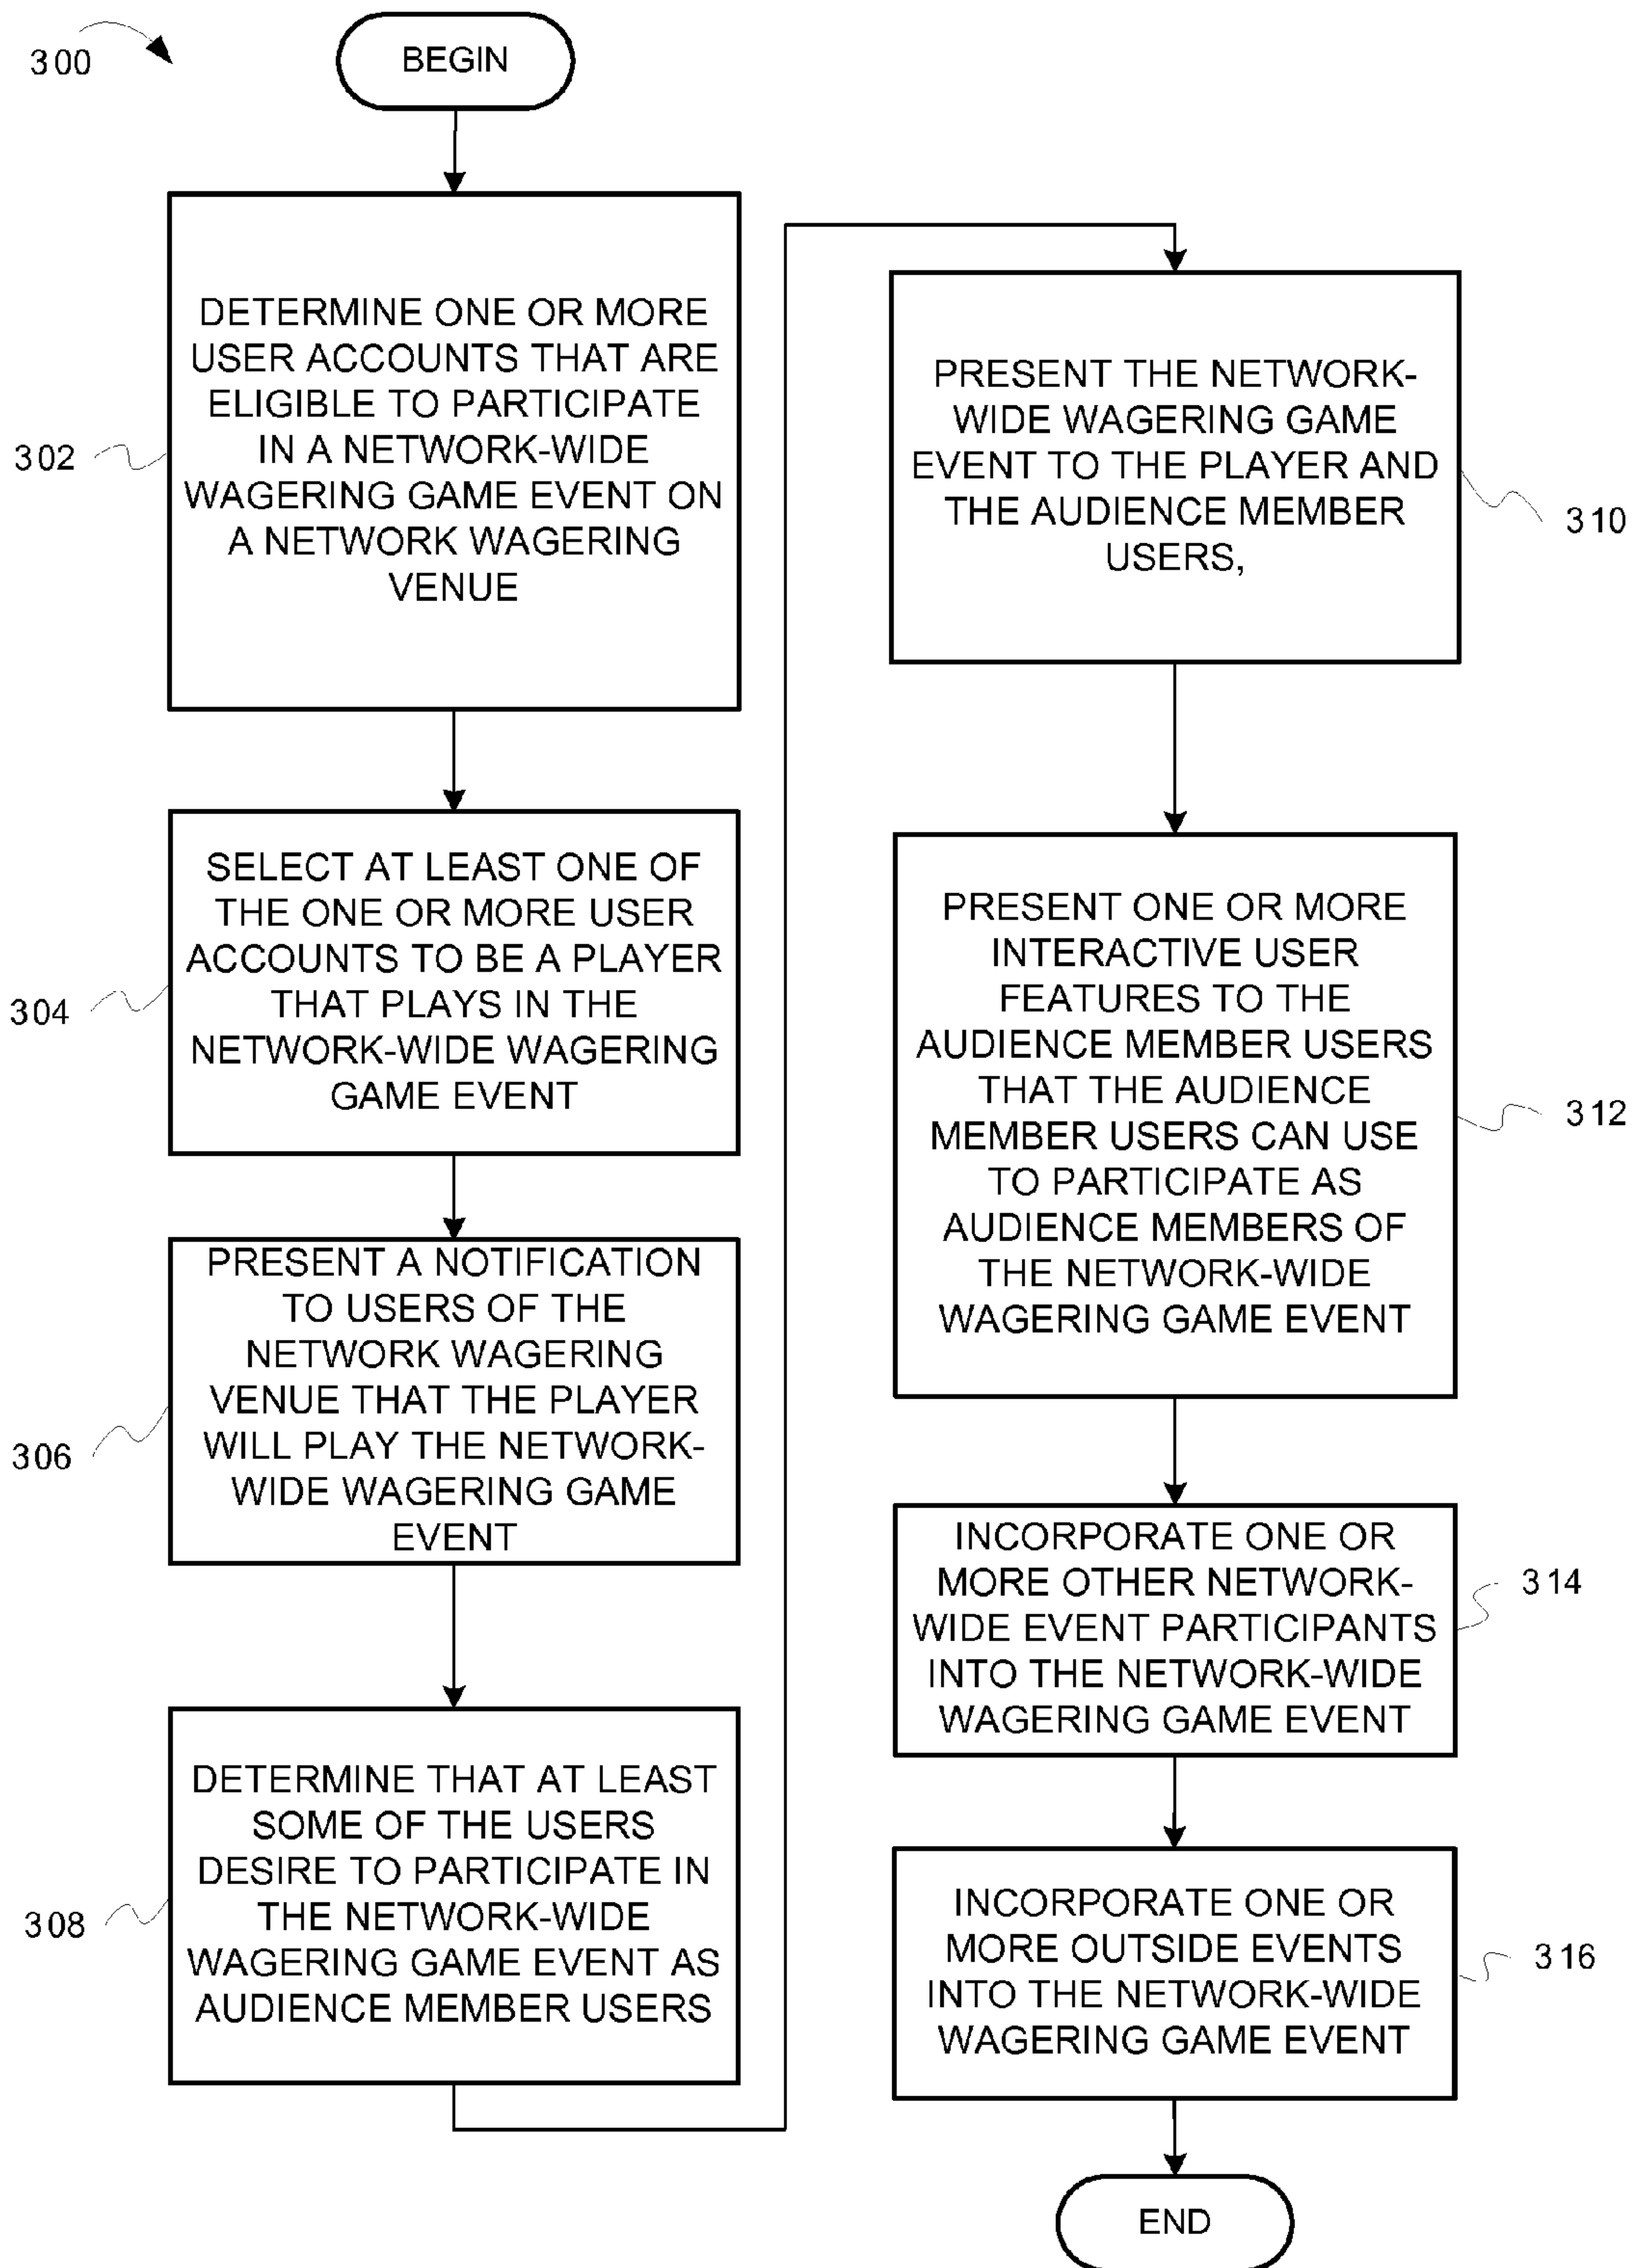 300
BEGIN
302
DETERMINE ONE OR MORE
USER ACCOUNTS THAT ARE
ELIGIBLE TO PARTICIPATE
IN A NETWORK-WIDE
WAGERING GAME EVENT ON
A NETWORK WAGERING
VENUE
304
SELECT AT LEAST ONE OF
THE ONE OR MORE USER
ACCOUNTS TO BE A PLAYER
THAT PLAYS IN THE
NETWORK-WIDE WAGERING
GAME EVENT
306
PRESENT A NOTIFICATION
TO USERS OF THE
NETWORK WAGERING
VENUE THAT THE PLAYER
WILL PLAY THE NETWORK-
WIDE WAGERING GAME
EVENT
308
DETERMINE THAT AT LEAST
SOME OF THE USERS
DESIRE TO PARTICIPATE IN
THE NETWORK-WIDE
WAGERING GAME EVENT AS
AUDIENCE MEMBER USERS
PRESENT THE NETWORK-
WIDE WAGERING GAME
EVENT TO THE PLAYER AND
THE AUDIENCE MEMBER
USERS,
310
PRESENT ONE OR MORE
INTERACTIVE USER
FEATURES TO THE
AUDIENCE MEMBER USERS
THAT THE AUDIENCE
MEMBER USERS CAN USE
TO PARTICIPATE AS
AUDIENCE MEMBERS OF
THE NETWORK-WIDE
WAGERING GAME EVENT
312
INCORPORATE ONE OR
MORE OTHER NETWORK-
WIDE EVENT PARTICIPANTS
INTO THE NETWORK-WIDE
WAGERING GAME EVENT
314
INCORPORATE ONE OR
MORE OUTSIDE EVENTS
INTO THE NETWORK-WIDE
WAGERING GAME EVENT
316
END